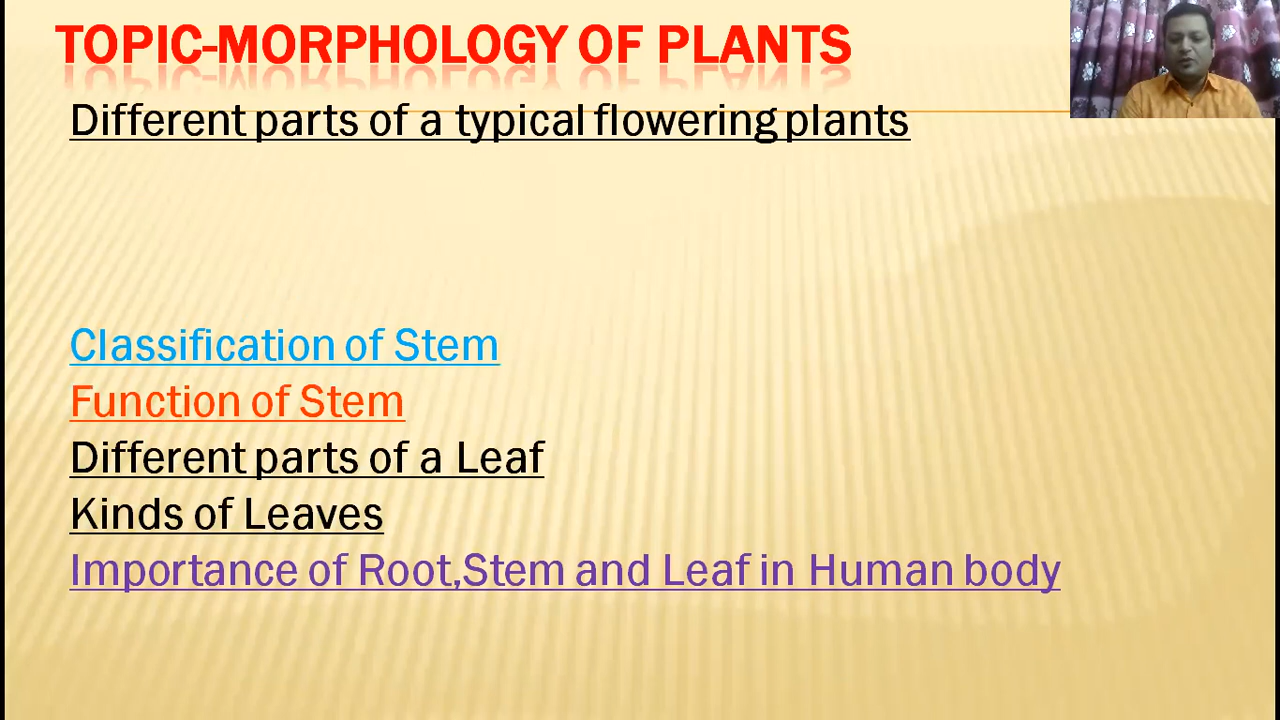 TOPIC-MORPHOLOGY OF PLANTS
Different parts of a typical flowering plants
Classification of Stem
Function of Stem
Different parts of a Leaf
Kinds of Leaves
Importance of Root,Stem and Leaf in Human body